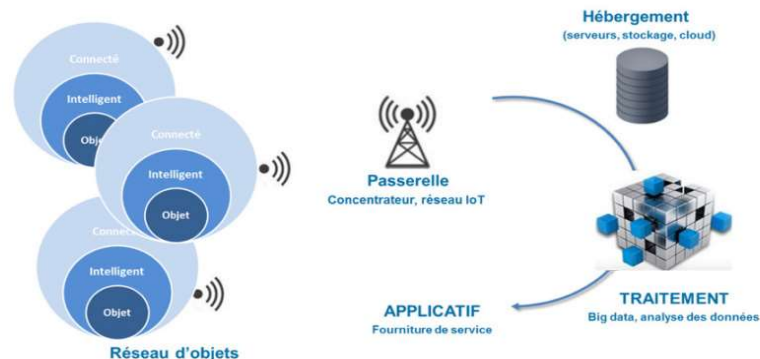 Connecté
Intelligent
Connecté
Intelligent
Objet
Intelligent
Objet
Réseau d'objets
Passerelle
Concentrateur, réseau IoT
Hébergement
(serveurs, stockage, cloud)
TRAITEMENT
Big data, analyse des données
APPLICATIF
Fourniture de service